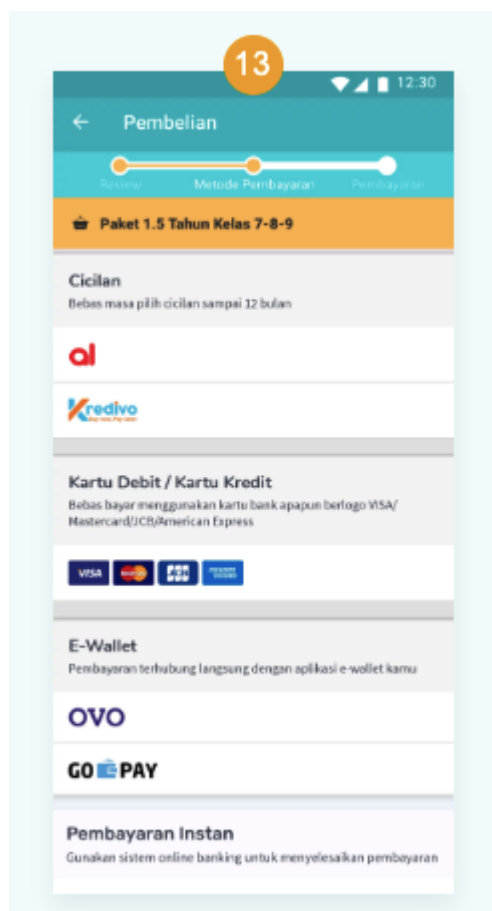 13
12:30
Pembelian
Review Metode Pembayaran Pembayaran
Paket 1.5 Tahun Kelas 7-8-9
Cicilan
Bebas masa pilih cicilan sampai 12 bulan
al
Kredivo
Kartu Debit / Kartu Kredit
Bebas bayar menggunakan kartu bank apapun berlogo VISA/
Mastercard/JCB/American Express
VISA JCB
E-Wallet
Pembayaran terhubung langsung dengan aplikasi e-wallet kamu
OVO
GO PAY
Pembayaran Instan
Gunakan sistem online banking untuk menyelesaikan pembayaran